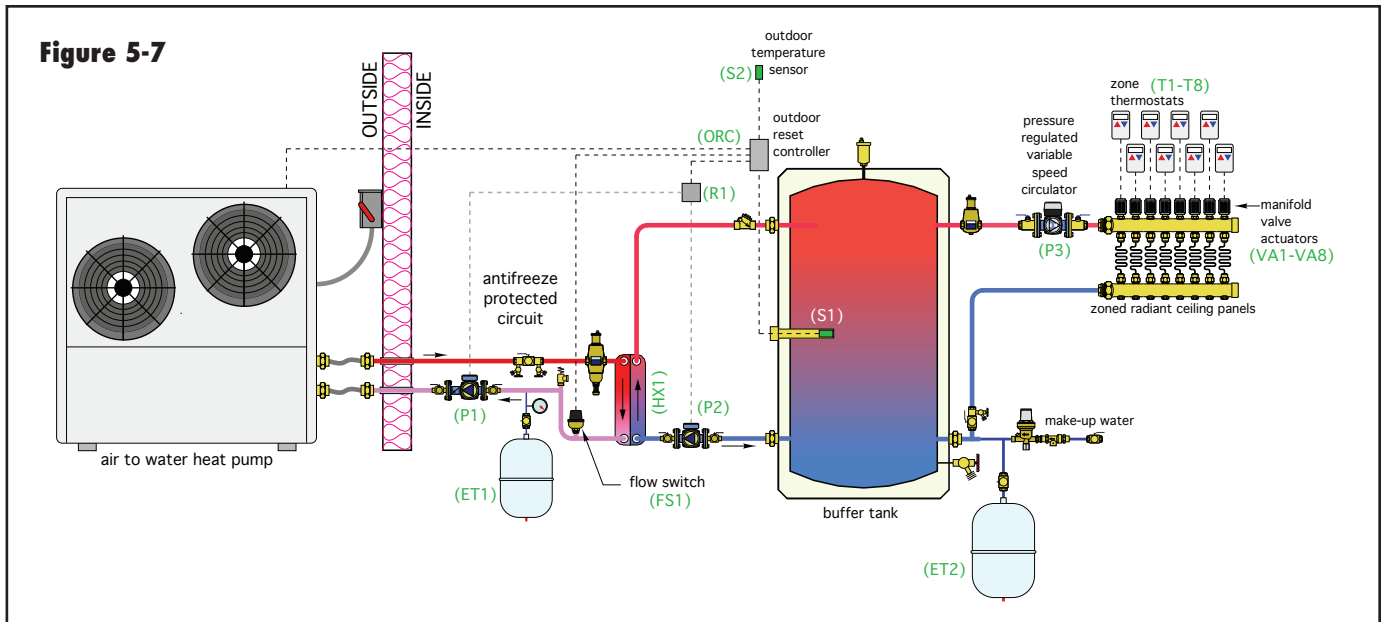 Figure 5-7
OUTSIDE
INSIDE
outdoor
temperature
sensor
(S2)
(ORC)
outdoor
reset
controller
(R1)
zone
thermostats
(T1-T8)
pressure
regulated
variable
speed
circulator
(P3)
manifold
valve
actuators
(VA1-VA8)
zoned radiant ceiling panels
antifreeze
protected
circuit
(S1)
(HX1)
(P1)
(P2)
make-up water
air to water heat pump
(ET1)
flow switch
(FS1)
buffer tank
(ET2)